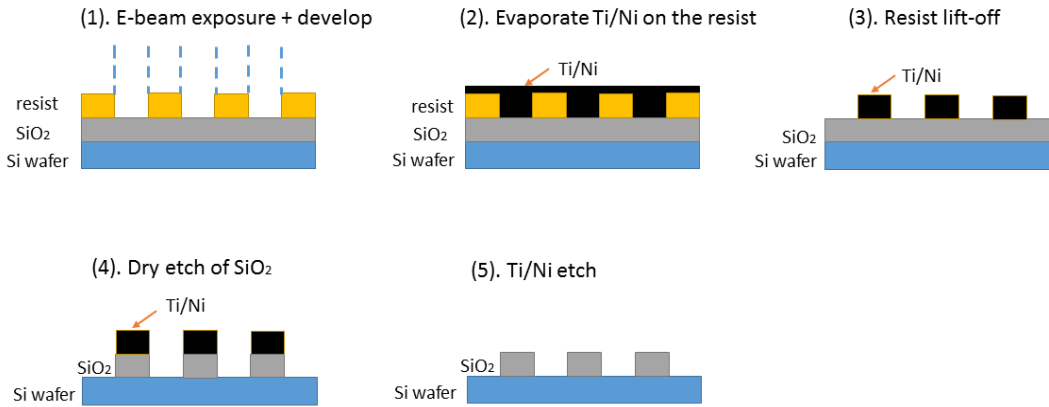 (1). E-beam exposure + develop
resist
SiO₂
Si wafer
(2). Evaporate Ti/Ni on the resist
Ti/Ni
resist
SiO₂
Si wafer
(3). Resist lift-off
Ti/Ni
SiO₂
Si wafer
(4). Dry etch of SiO₂
Ti/Ni
SiO₂
Si wafer
(5). Ti/Ni etch
SiO₂
Si wafer